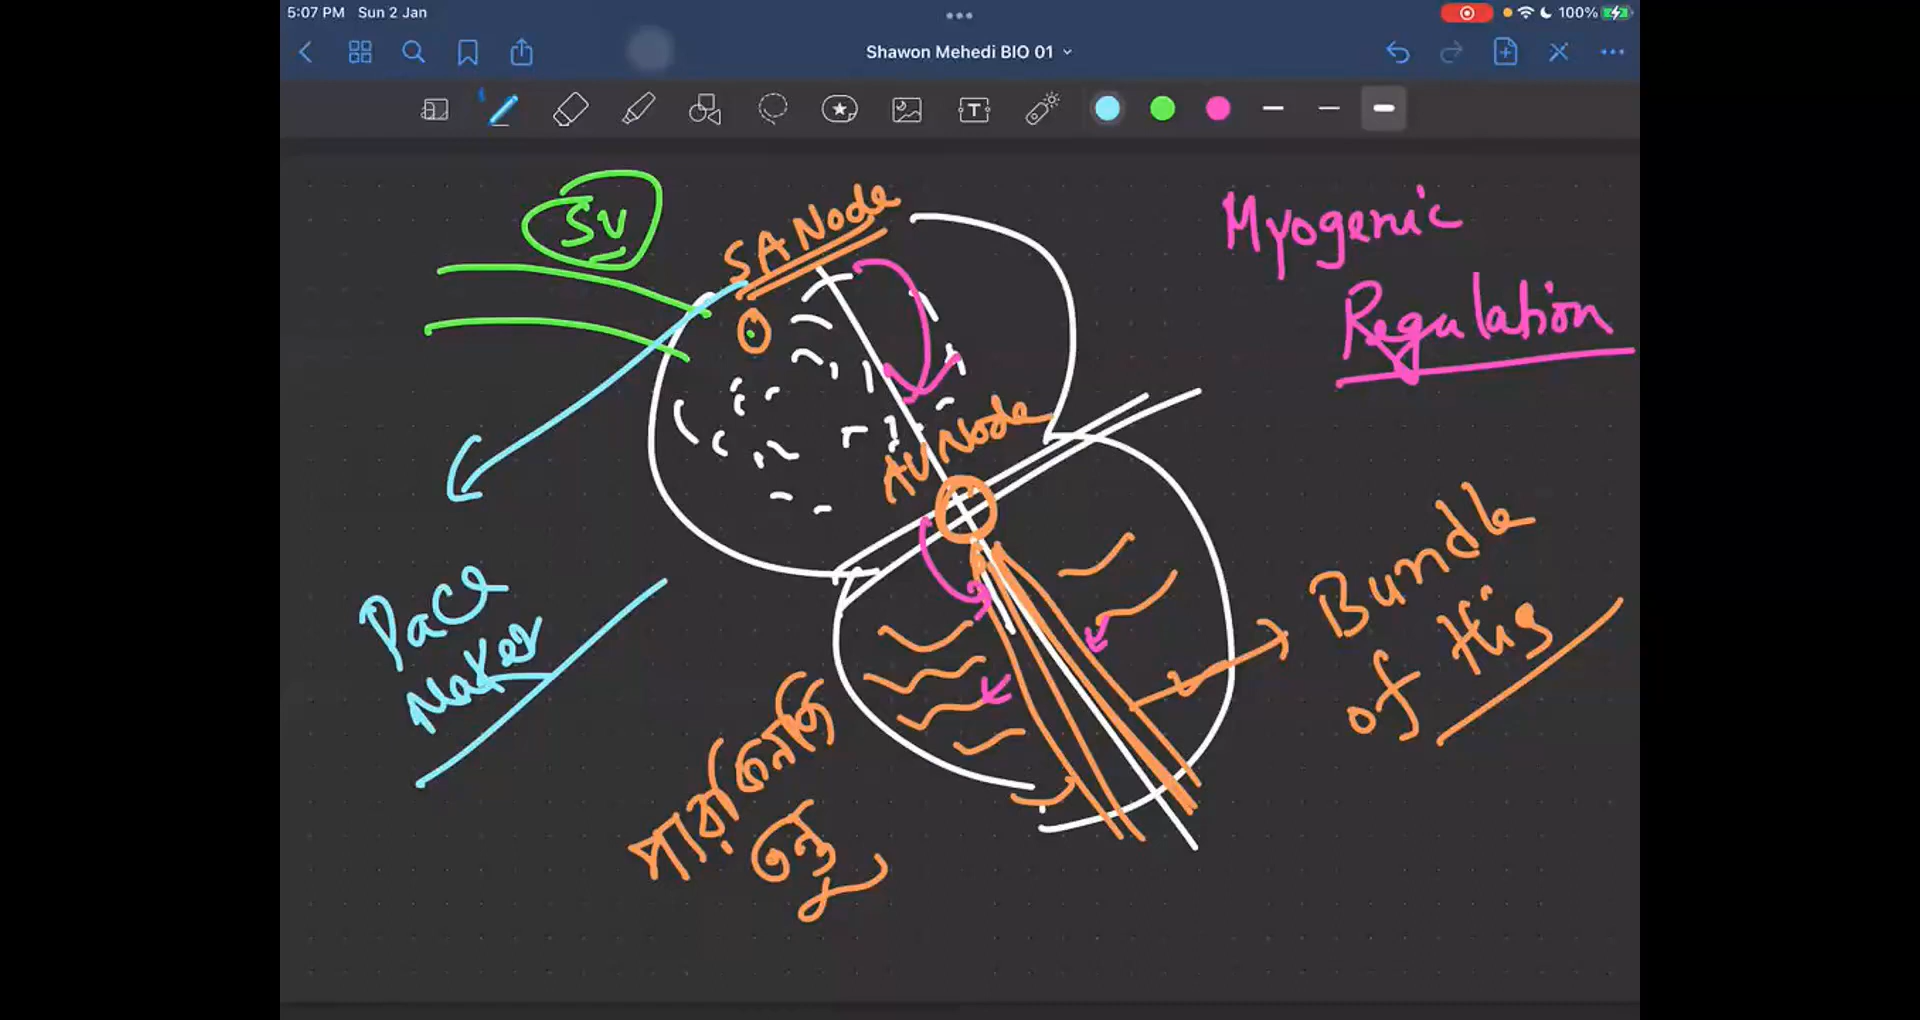 5:07 PM Sun 2 Jan
100%
Shawon Mehedi BIO 01
SV
SA Node
Myogenic
Regulation
AV Node
Pace
Maker
Bundle
of His
পারকিনজি
তন্তু